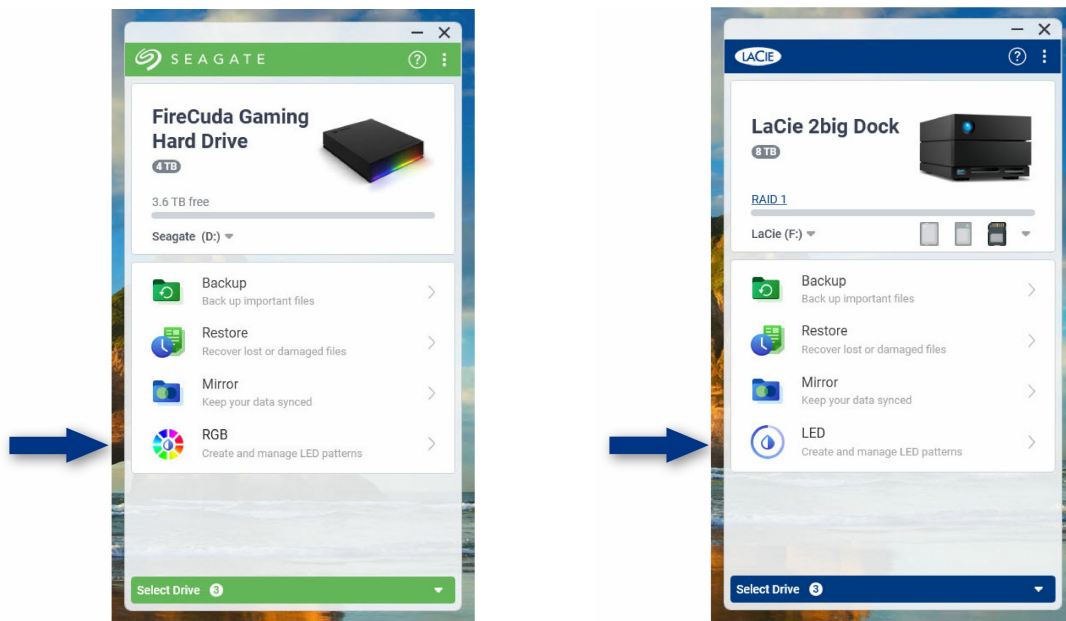 SEAGATE
FireCuda Gaming
Hard Drive
4 TB
3.6 TB free
Seagate (D:)
Backup
Back up important files
Restore
Recover lost or damaged files
Mirror
Keep your data synced
RGB
Create and manage LED patterns
Select Drive 3
LACIE
LaCie 2big Dock
8 TB
RAID 1
LaCie (F:)
Backup
Back up important files
Restore
Recover lost or damaged files
Mirror
Keep your data synced
LED
Create and manage LED patterns
Select Drive 3